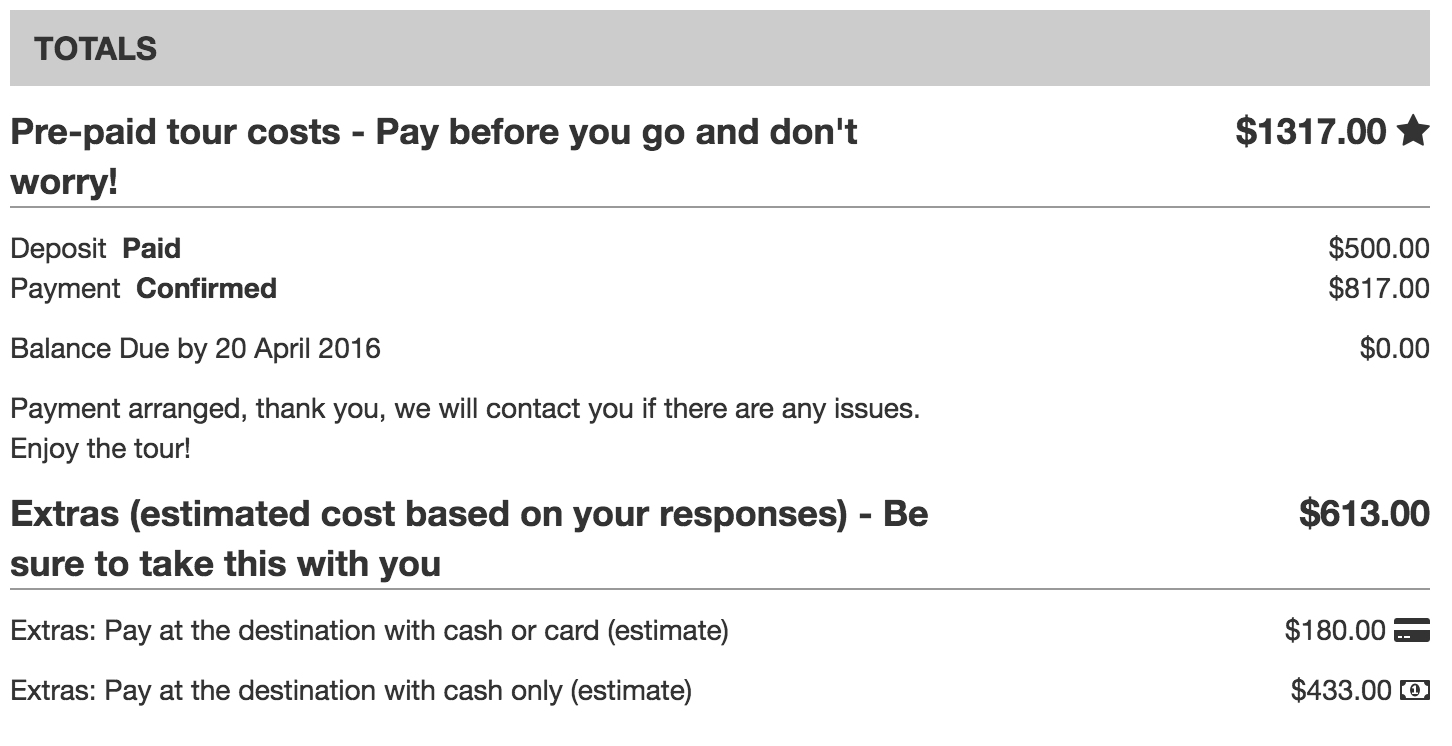 TOTALS
Pre-paid tour costs - Pay before you go and don't $1317.00
worry!
Deposit Paid $500.00
Payment Confirmed $817.00
Balance Due by 20 April 2016 $0.00
Payment arranged, thank you, we will contact you if there are any issues.
Enjoy the tour!
Extras (estimated cost based on your responses) - Be $613.00
sure to take this with you
Extras: Pay at the destination with cash or card (estimate) $180.00
Extras: Pay at the destination with cash only (estimate) $433.00